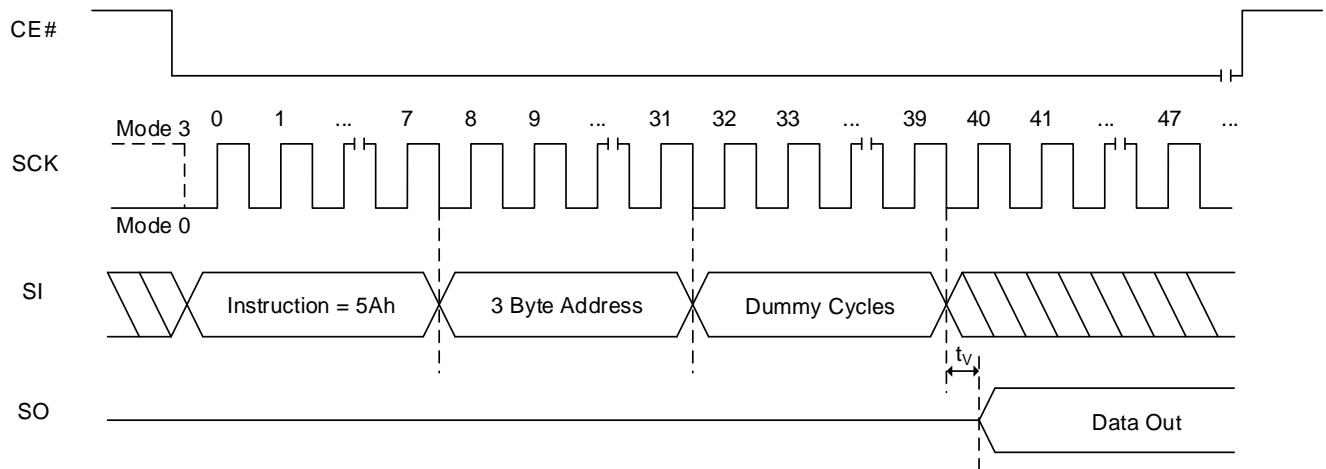 CE#
0 1 ... 7 8 9 ... 31 32 33 ... 39 40 41 ... 47 ...
Mode 3
SCK
Mode 0
SI
Instruction = 5Ah
3 Byte Address
Dummy Cycles
tV
SO
Data Out